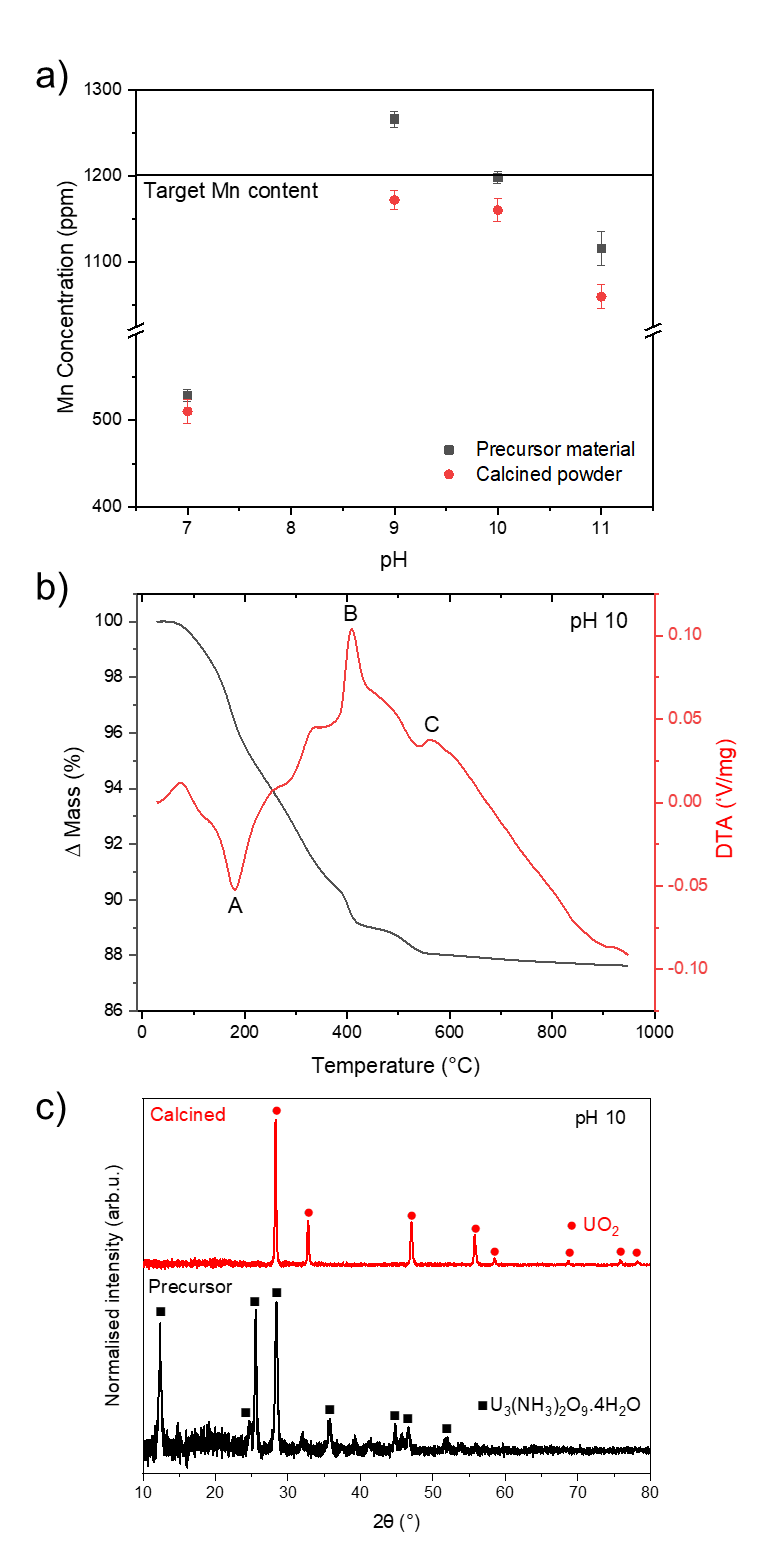 a)
1300
1200
1100
500
400
Mn Concentration (ppm)
Target Mn content
Precursor material
Calcined powder
7 8 9 10 11
pH
b)
pH 10
100
98
96
94
92
90
88
86
Δ Mass (%)
A
B
C
0.10
0.05
0.00
-0.05
-0.10
DTA (‘V/mg)
0 200 400 600 800 1000
Temperature (°C)
c)
Calcined
pH 10
UO2
Normalised intensity (arb.u.)
Precursor
U3(NH3)2O9.4H2O
10 20 30 40 50 60 70 80
2θ (°)